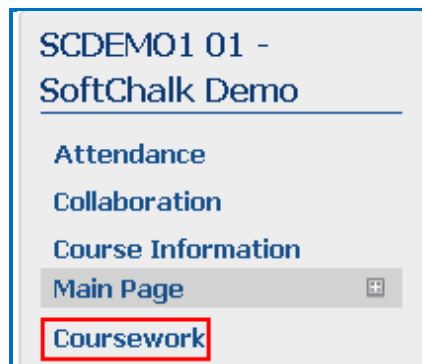 SCDEMO1 01 -
SoftChalk Demo
Attendance
Collaboration
Course Information
Main Page
Coursework